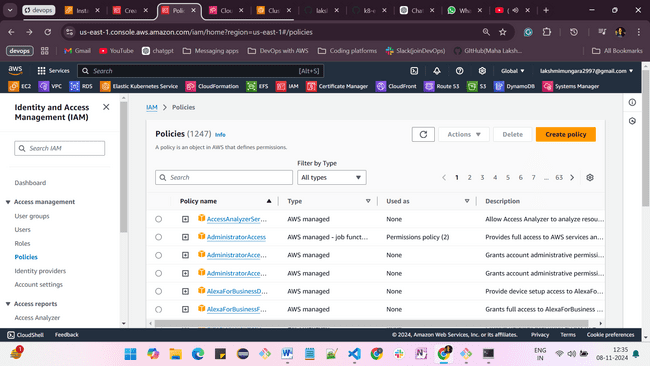 devops
Insta
Crea
Polic
Clou
Clust
laksh
k8-v
Chat
What
us-east-1.console.aws.amazon.com/iam/home?region=us-east-1#/policies
devops
Gmail
YouTube
chatgpt
Messaging apps
DevOps with AWS
Coding platforms
Slack(joinDevOps)
GitHub(Maha Laksh...
All Bookmarks
aws
Services
Search
[Alt+S]
Global
lakshmimungara2997@gmail.com
EC2
VPC
RDS
Elastic Kubernetes Service
CloudFormation
EFS
IAM
Certificate Manager
CloudFront
Route 53
S3
DynamoDB
Systems Manager
Identity and Access
Management (IAM)
Search IAM
Dashboard
Access management
User groups
Users
Roles
Policies
Identity providers
Account settings
Access reports
Access Analyzer
IAM > Policies
Policies (1247) Info
A policy is an object in AWS that defines permissions.
Actions
Delete
Create policy
Filter by Type
Search
All types
1 2 3 4 5 6 7 ... 63
Policy name Type Used as Description
AccessAnalyzerSer... AWS managed None Allow Access Analyzer to analyze resou...
AdministratorAccess AWS managed - job funct... Permissions policy (2) Provides full access to AWS services an...
AdministratorAcce... AWS managed None Grants account administrative permissi...
AdministratorAcce... AWS managed None Grants account administrative permissi...
AlexaForBusinessD... AWS managed None Provide device setup access to AlexaFo...
AlexaForBusinessF... AWS managed None Grants full access to AlexaForBusiness ...
CloudShell
Feedback
© 2024, Amazon Web Services, Inc. or its affiliates.
Privacy
Terms
Cookie preferences
ENG
IN
12:35
08-11-2024